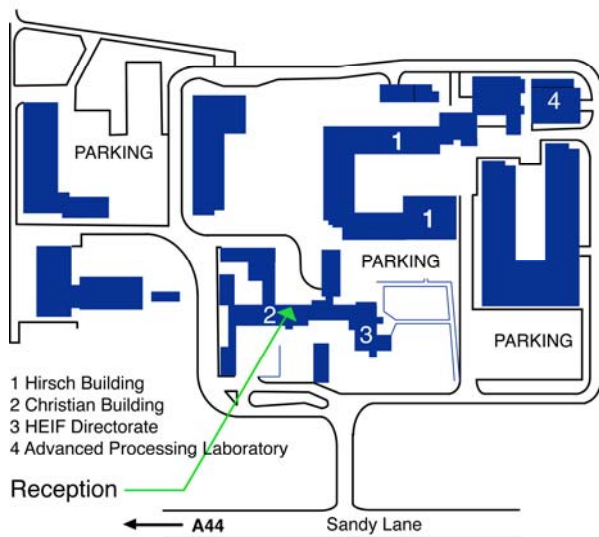 4
1
PARKING
1
PARKING
2
3
PARKING
1 Hirsch Building
2 Christian Building
3 HEIF Directorate
4 Advanced Processing Laboratory
Reception
A44
Sandy Lane